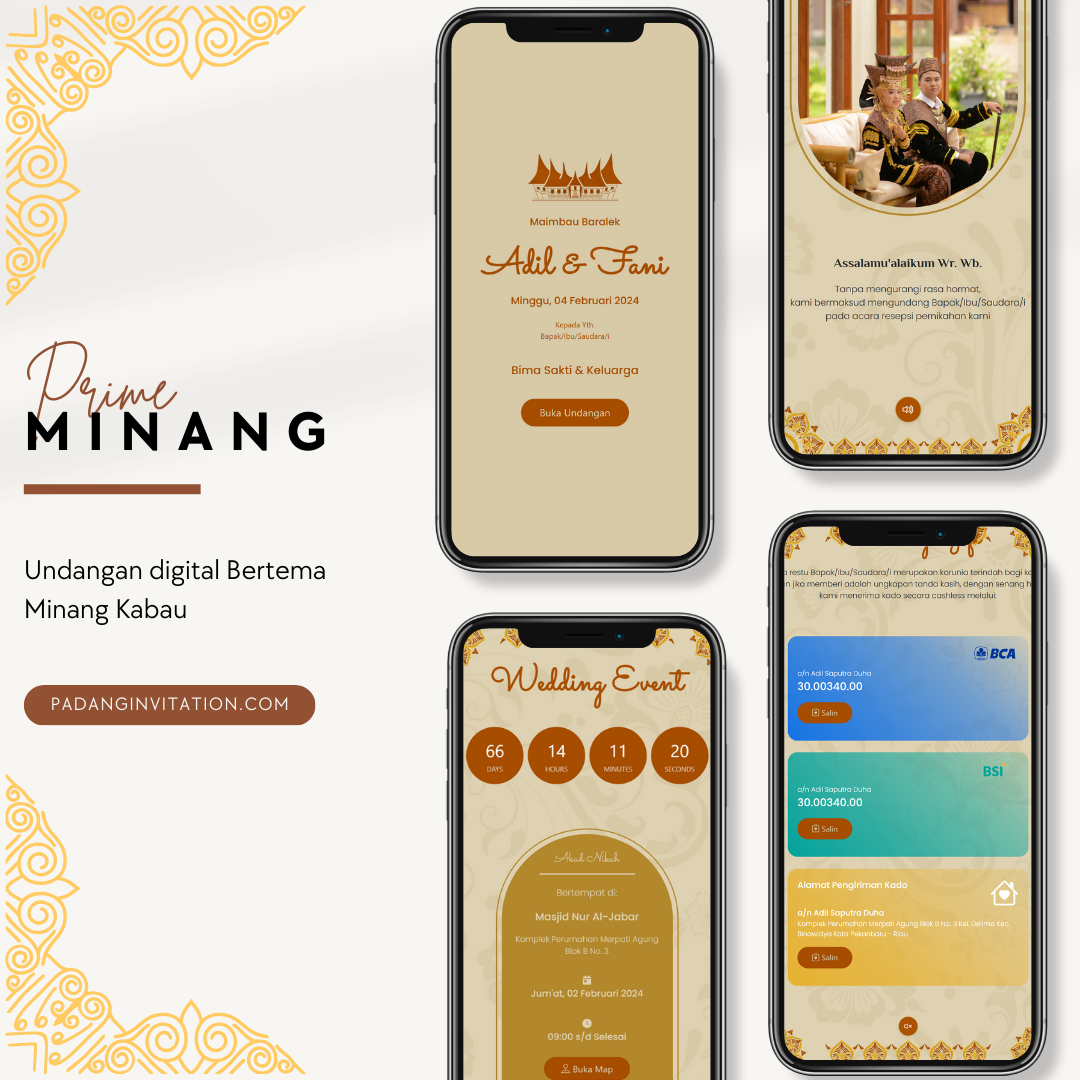 Prime
MINANG
Undangan digital Bertema
Minang Kabau
PADANGINVITATION.COM
Maimbau Baralek
Adil & Fani
Minggu, 04 Februari 2024
Kepada Yth.
Bapak/Ibu/Saudara/i
Bima Sakti & Keluarga
Buka Undangan
Assalamu'alaikum Wr. Wb.
Tanpa mengurangi rasa hormat,
kami bermaksud mengundang Bapak/Ibu/Saudara/i
pada acara resepsi pernikahan kami
Wedding Event
66 14 11 20
DAYS HOURS MINUTES SECONDS
Akad Nikah
Bertempat di:
Masjid Nur Al-Jabar
Komplek Perumahan Merpati Agung
Blok B No. 3
Jum'at, 02 Februari 2024
09:00 s/d Selesai
Buka Map
restu Bapak/Ibu/Saudara/i merupakan karunia terindah bagi
jika memberi adalah ungkapan tanda kasih, dengan senang
kami menerima kado secara cashless melalui:
BCA
a/n Adil Saputra Duha
30.00340.00
Salin
BSI
a/n Adil Saputra Duha
30.00340.00
Salin
Alamat Pengiriman Kado
a/n Adil Saputra Duha
Komplek Perumahan Merpati Agung Blok B No. 3 Kel. Delima Kec.
Binawidya Kota Pekanbaru - Riau
Salin